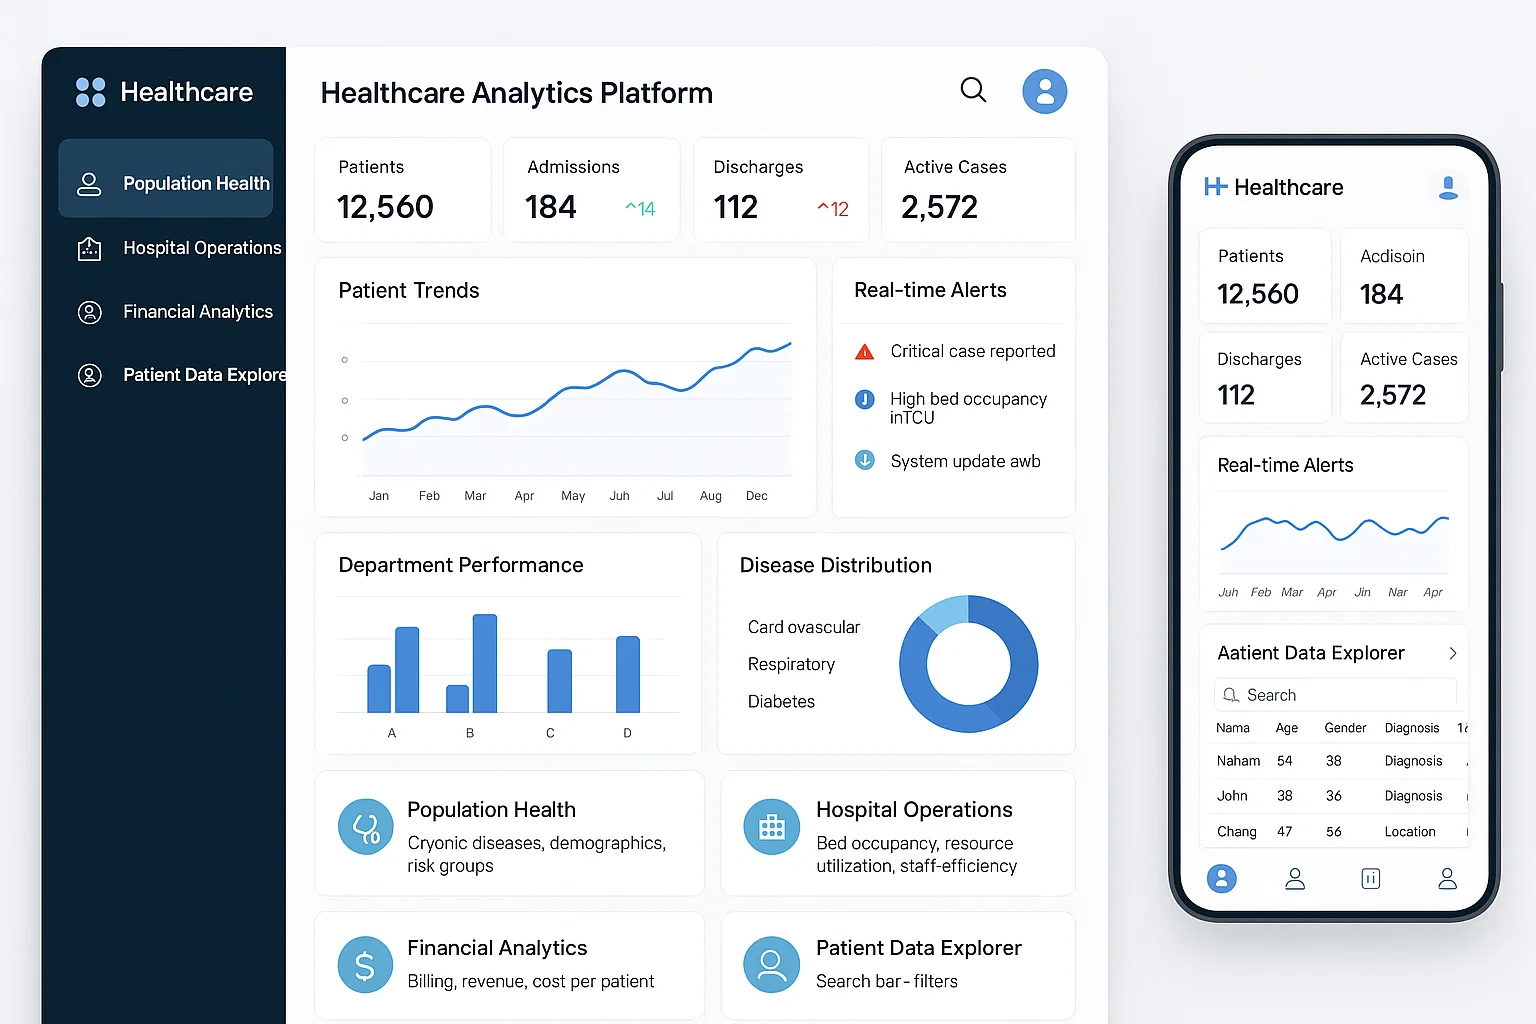 Healthcare
Population Health
Hospital Operations
Financial Analytics
Patient Data Explore
Healthcare Analytics Platform
Patients
12,560
Admissions
184
^14
Discharges
112
^12
Active Cases
2,572
Patient Trends
Jan Feb Mar Apr May Juh Jul Aug Dec
Real-time Alerts
Critical case reported
High bed occupancy
inTCU
System update awb
Department Performance
A B C D
Disease Distribution
Card ovascular
Respiratory
Diabetes
Population Health
Cryonic diseases, demographics,
risk groups
Hospital Operations
Bed occupancy, resource
utilization, staff-efficiency
Financial Analytics
Billing, revenue, cost per patient
Patient Data Explorer
Search bar-filters
Healthcare
Patients
12,560
Acdisoin
184
Discharges
112
Active Cases
2,572
Real-time Alerts
Juh Feb Mar Apr Jin Nar Apr
Aatient Data Explorer
Search
Nama Age Gender Diagnosis
Naham 54 38 Diagnosis
John 38 36 Diagnosis
Chang 47 56 Location